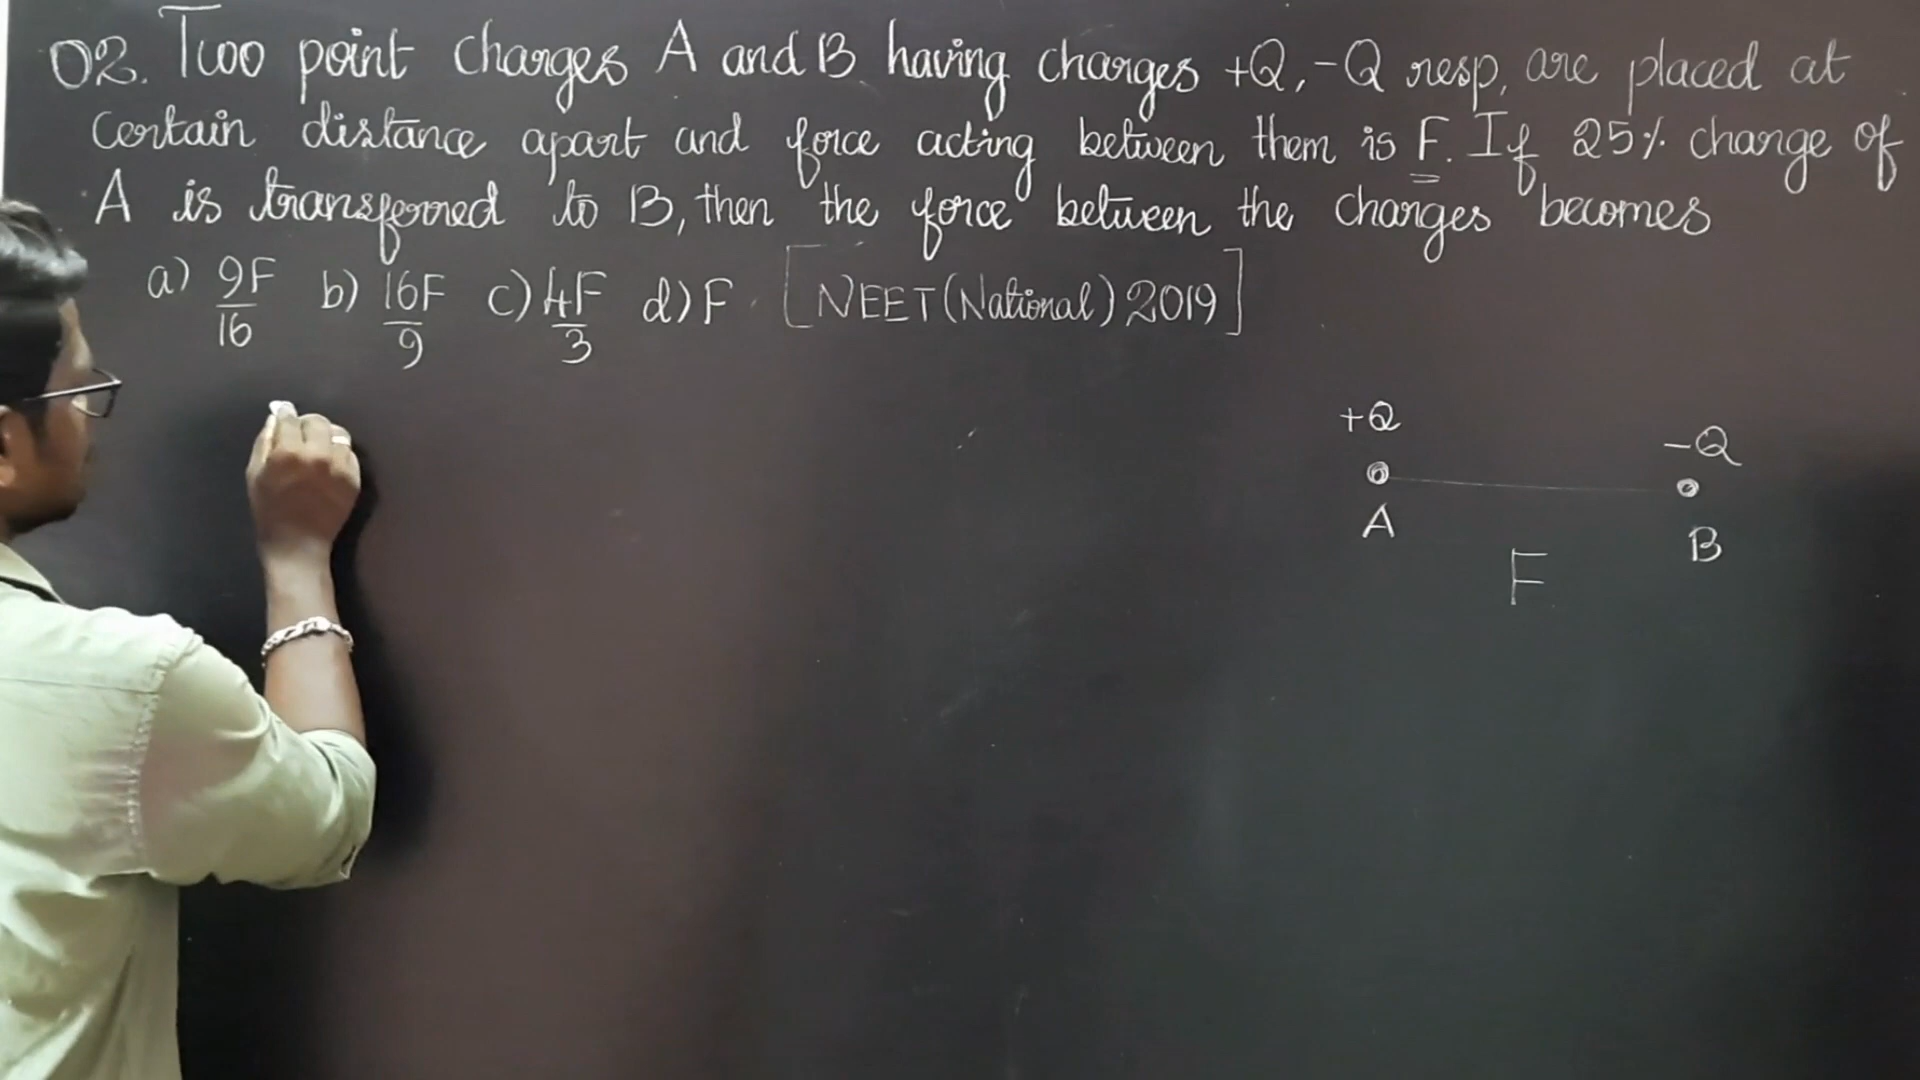 Q2. Two point charges A and B having charges +Q, -Q resp, are placed at
certain distance apart and force acting between them is F. If 25% charge of
A is transferred to B, then the force between the charges becomes
a) 9F/16 b) 16F/9 c) 4F/3 d) F [NEET(National) 2019]
+Q -Q
A B
F